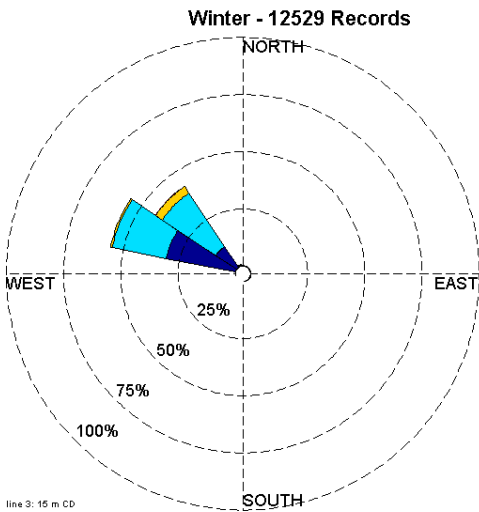 Winter - 12529 Records
NORTH
WEST
EAST
25%
50%
75%
100%
SOUTH
line 3: 15 m CD